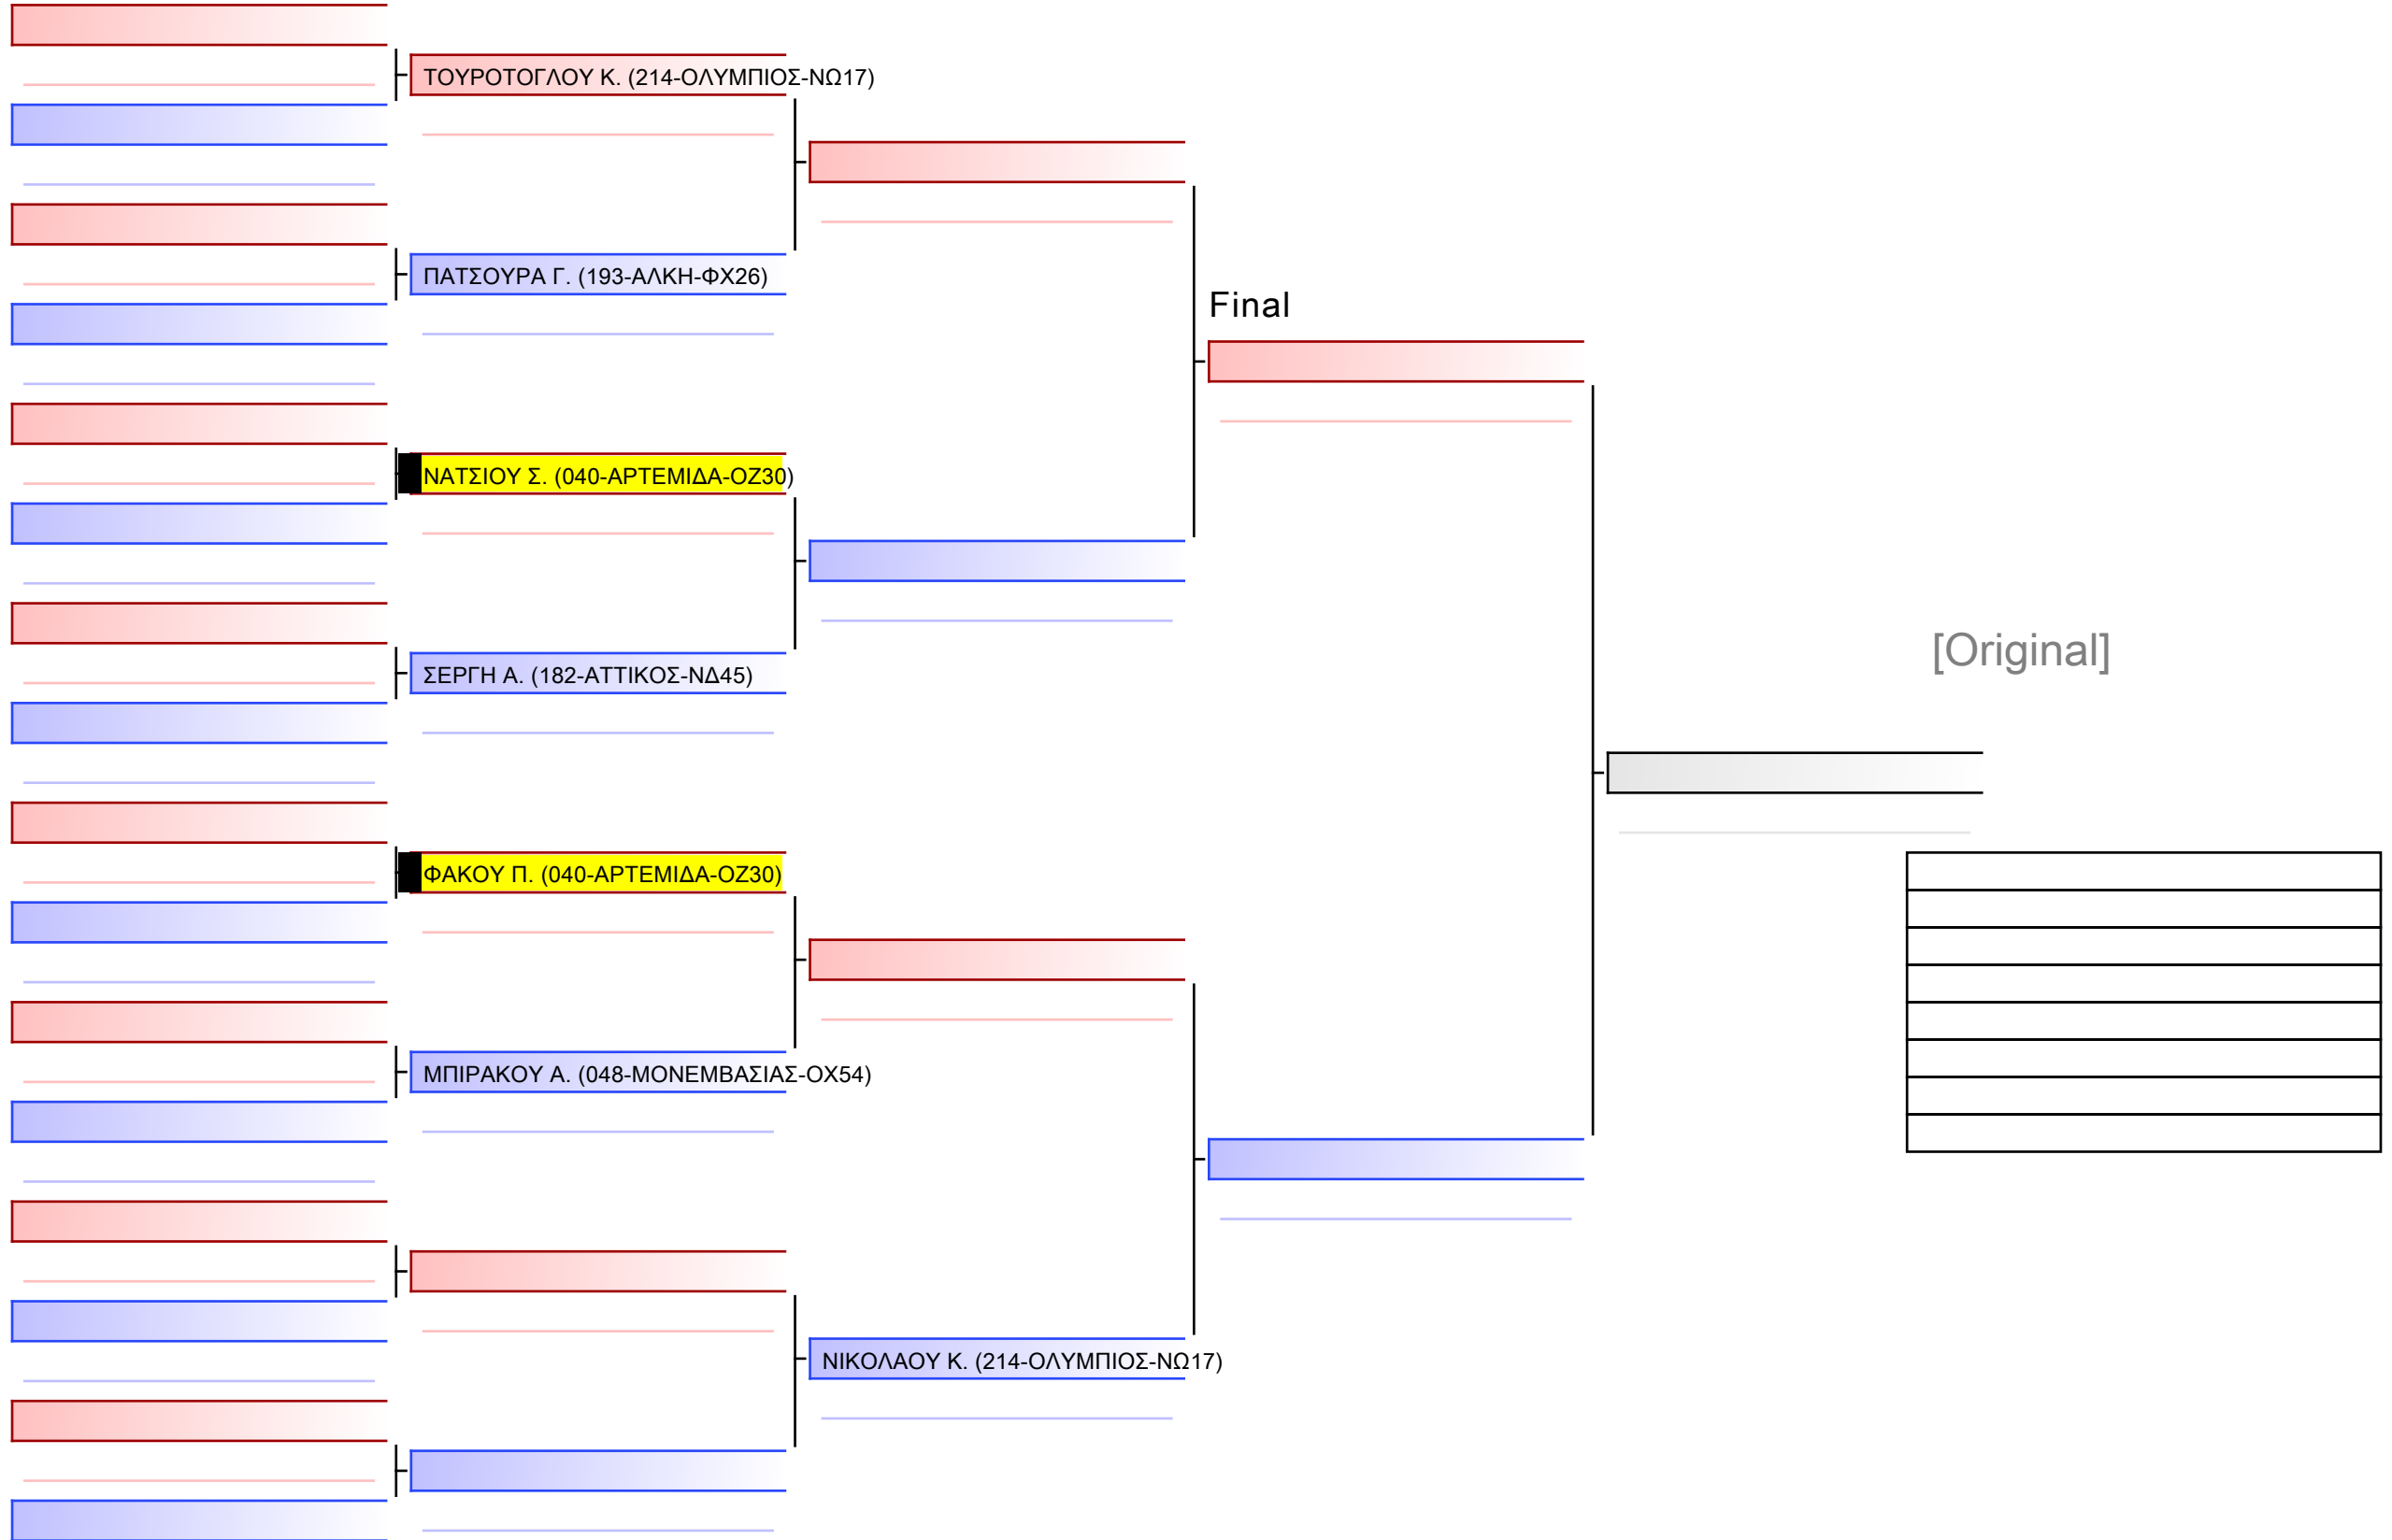 ΤΟΥΡΟΤΟΓΛΟΥ Κ. (214-ΟΛΥΜΠΙΟΣ-ΝΩ17)
ΠΑΤΣΟΥΡΑ Γ. (193-ΑΛΚΗ-ΦΧ26)
Final
ΝΑΤΣΙΟΥ Σ. (040-ΑΡΤΕΜΙΔΑ-ΟΖ30)
[Original]
ΣΕΡΓΗ Α. (182-ΑΤΤΙΚΟΣ-ΝΔ45)
ΦΑΚΟΥ Π. (040-ΑΡΤΕΜΙΔΑ-ΟΖ30)
ΜΠΙΡΑΚΟΥ Α. (048-ΜΟΝΕΜΒΑΣΙΑΣ-ΟΧ54)
ΝΙΚΟΛΑΟΥ Κ. (214-ΟΛΥΜΠΙΟΣ-ΝΩ17)